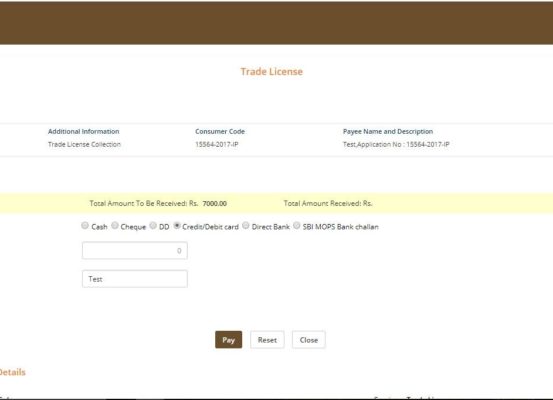 Trade License
Additional Information Consumer Code Payee Name and Description
Trade License Collection 15564-2017-IP Test,Application No : 15564-2017-IP
Total Amount To Be Received: Rs. 7000.00 Total Amount Received: Rs.
Cash Cheque DD Credit/Debit card Direct Bank SBI MOPS Bank challan
0
Test
Pay Reset Close
Details